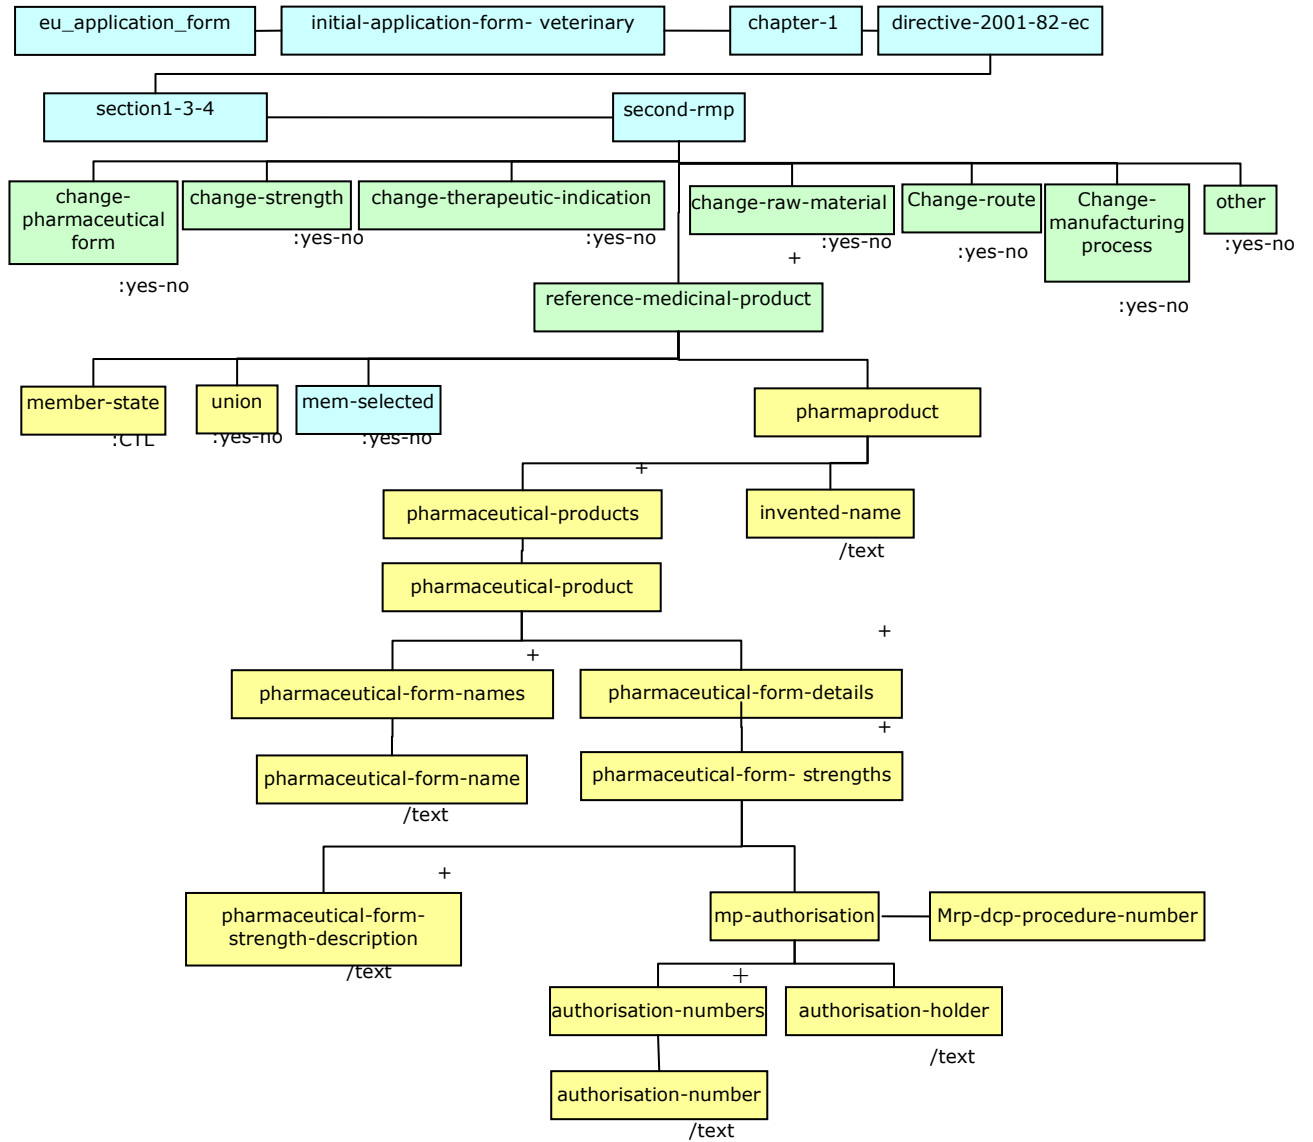 eu_application_form
initial-application-form- veterinary
chapter-1
directive-2001-82-ec
section1-3-4
second-rmp
change-
pharmaceutical
form
:yes-no
change-strength
:yes-no
change-therapeutic-indication
:yes-no
change-raw-material
:yes-no
+
Change-route
:yes-no
Change-
manufacturing
process
:yes-no
other
:yes-no
reference-medicinal-product
member-state
:CTL
union
:yes-no
mem-selected
:yes-no
pharmaproduct
+
pharmaceutical-products
invented-name
/text
pharmaceutical-product
+
+
pharmaceutical-form-names
pharmaceutical-form-details
+
pharmaceutical-form-name
/text
pharmaceutical-form- strengths
+
pharmaceutical-form-
strength-description
/text
mp-authorisation
Mrp-dcp-procedure-number
+
authorisation-numbers
authorisation-holder
/text
authorisation-number
/text